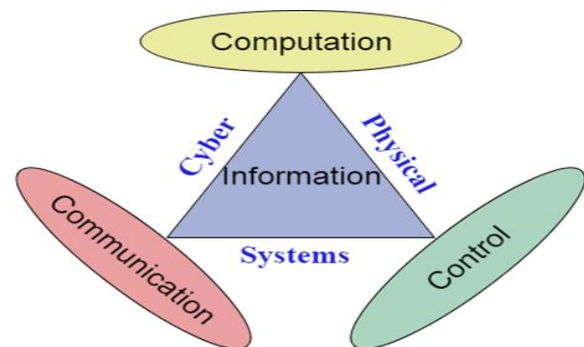 Computation
Cyber
Physical
Information
Systems
Communication
Control